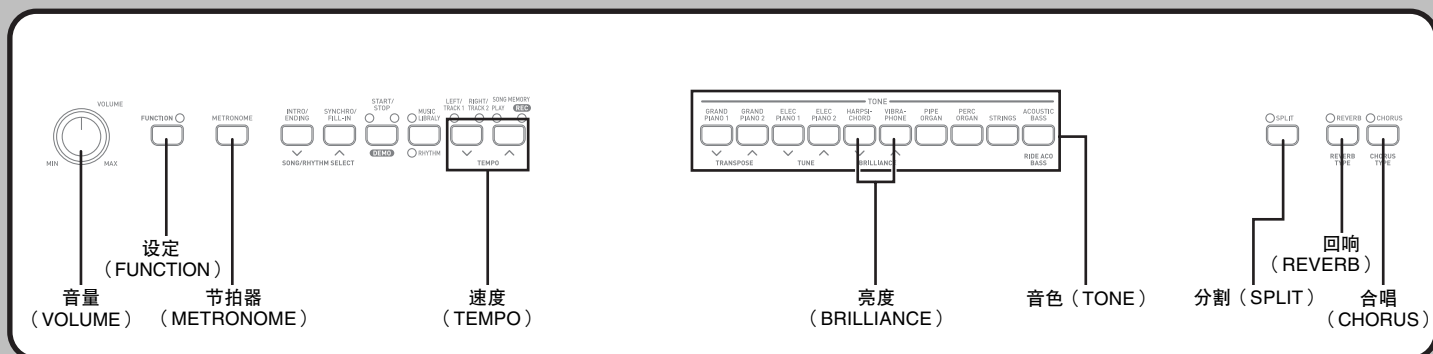 VOLUME
MIN
MAX
FUNCTION
METRONOME
INTRO/
ENDING
SYNCHRO/
FILL-IN
SONG/RHYTHM SELECT
START/
STOP
DEMO
MUSIC
LIBRALY
RHYTHM
LEFT/
TRACK 1
RIGHT/
TRACK 2
SONG MEMORY
PLAY
REC
TEMPO
TONE
GRAND
PIANO 1
GRAND
PIANO 2
ELEC
PIANO 1
ELEC
PIANO 2
HARPSI-
CHORD
VIBRA-
PHONE
PIPE
ORGAN
PERC
ORGAN
STRINGS
ACOUSTIC
BASS
TRANSPOSE
TUNE
BRILLIANCE
RIDE ACO
BASS
SPLIT
REVERB
CHORUS
REVERB
TYPE
CHORUS
TYPE
音量
(VOLUME)
设定
(FUNCTION)
节拍器
(METRONOME)
速度
(TEMPO)
亮度
(BRILLIANCE)
音色(TONE)
分割(SPLIT)
回响
(REVERB)
合唱
(CHORUS)